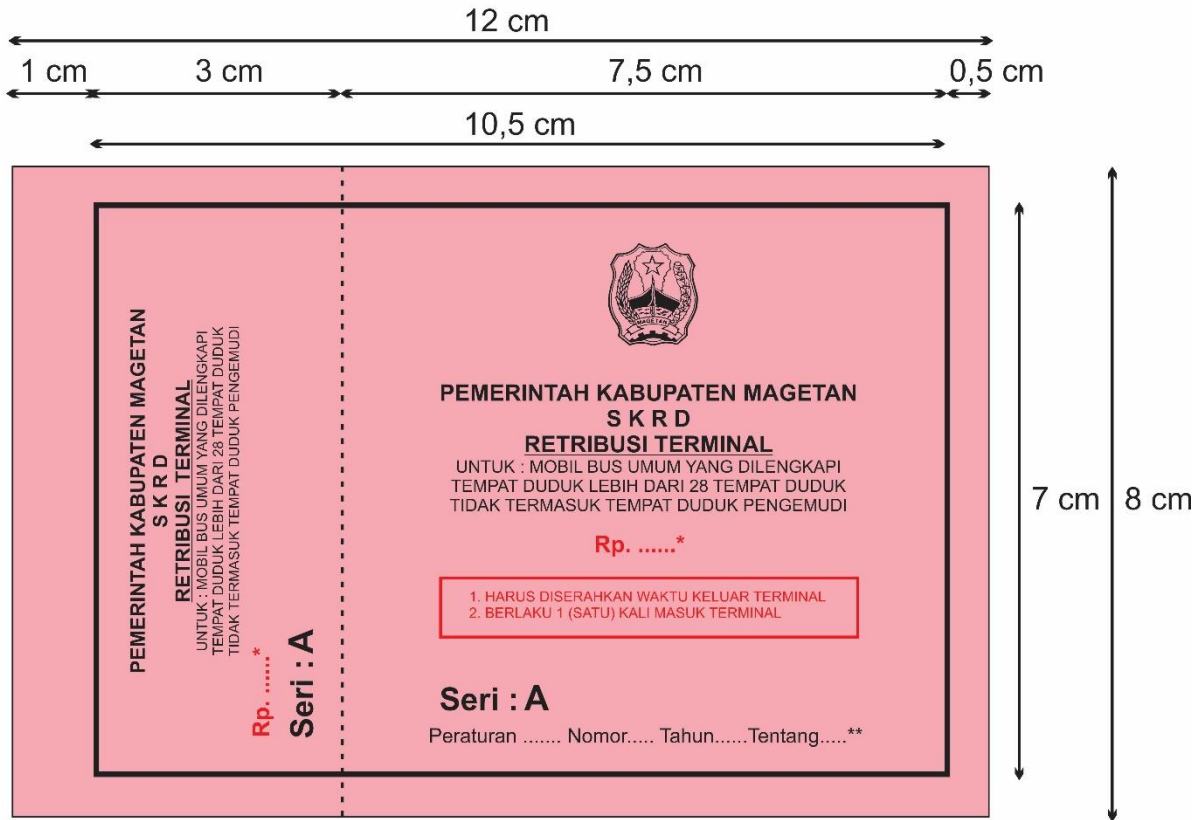 12 cm
1 cm
3 cm
7,5 cm
0,5 cm
10,5 cm
PEMERINTAH KABUPATEN MAGETAN
S K R D
RETRIBUSI TERMINAL
UNTUK : MOBIL BUS UMUM YANG DILENGKAPI
TEMPAT DUDUK LEBIH DARI 28 TEMPAT DUDUK
TIDAK TERMASUK TEMPAT DUDUK PENGEMUDI
Rp. ......*
Seri : A
MAGETAN
PEMERINTAH KABUPATEN MAGETAN
S K R D
RETRIBUSI TERMINAL
UNTUK : MOBIL BUS UMUM YANG DILENGKAPI
TEMPAT DUDUK LEBIH DARI 28 TEMPAT DUDUK
TIDAK TERMASUK TEMPAT DUDUK PENGEMUDI
Rp. ......*
1. HARUS DISERAHKAN WAKTU KELUAR TERMINAL
2. BERLAKU 1 (SATU) KALI MASUK TERMINAL
Seri : A
Peraturan ....... Nomor..... Tahun......Tentang.....**
7 cm
8 cm